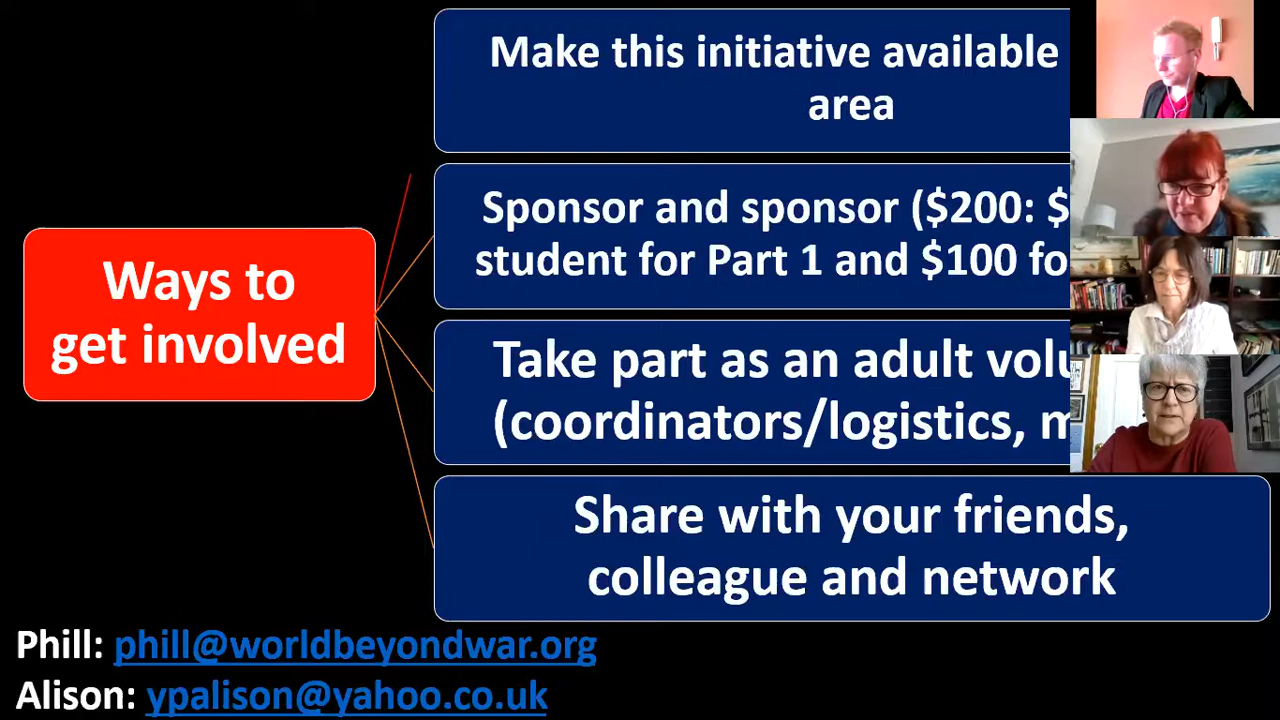 Ways to
get involved
Make this initiative available
area
Sponsor and sponsor ($200: $
student for Part 1 and $100
Take part as an adult
(coordinators/logistics,
Share with your friends,
colleague and network
Phill: phill@worldbeyondwar.org
Alison: ypalison@yahoo.co.uk